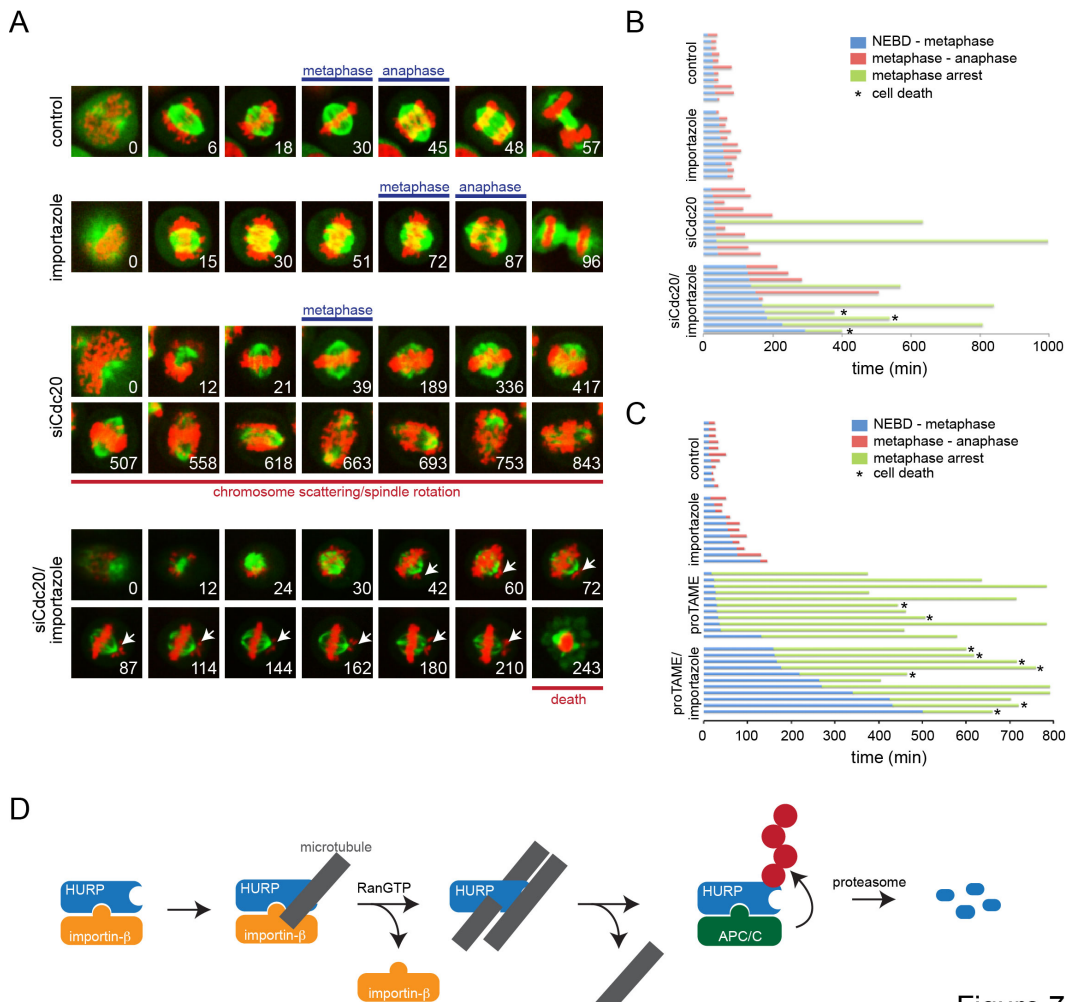 A
metaphase anaphase
control
0 6 18 30 45 48 57
metaphase anaphase
importazole
0 15 30 51 72 87 96
metaphase
siCdc20
0 12 21 39 189 336 417
507 558 618 663 693 753 843
chromosome scattering/spindle rotation
siCdc20/
importazole
0 12 24 30 42 60 72
87 114 144 162 180 210 243
death
B
NEBD - metaphase
metaphase - anaphase
metaphase arrest
* cell death
control
importazole
siCdc20
siCdc20/
importazole
*
*
*
0 200 400 600 800 1000
time (min)
C
NEBD - metaphase
metaphase - anaphase
metaphase arrest
* cell death
control
importazole
proTAME
*
*
proTAME/
importazole
*
*
*
*
*
*
*
0 100 200 300 400 500 600 700 800
time (min)
D
HURP
importin-β
microtubule
HURP
importin-β
RanGTP
importin-β
HURP
HURP
APC/C
proteasome